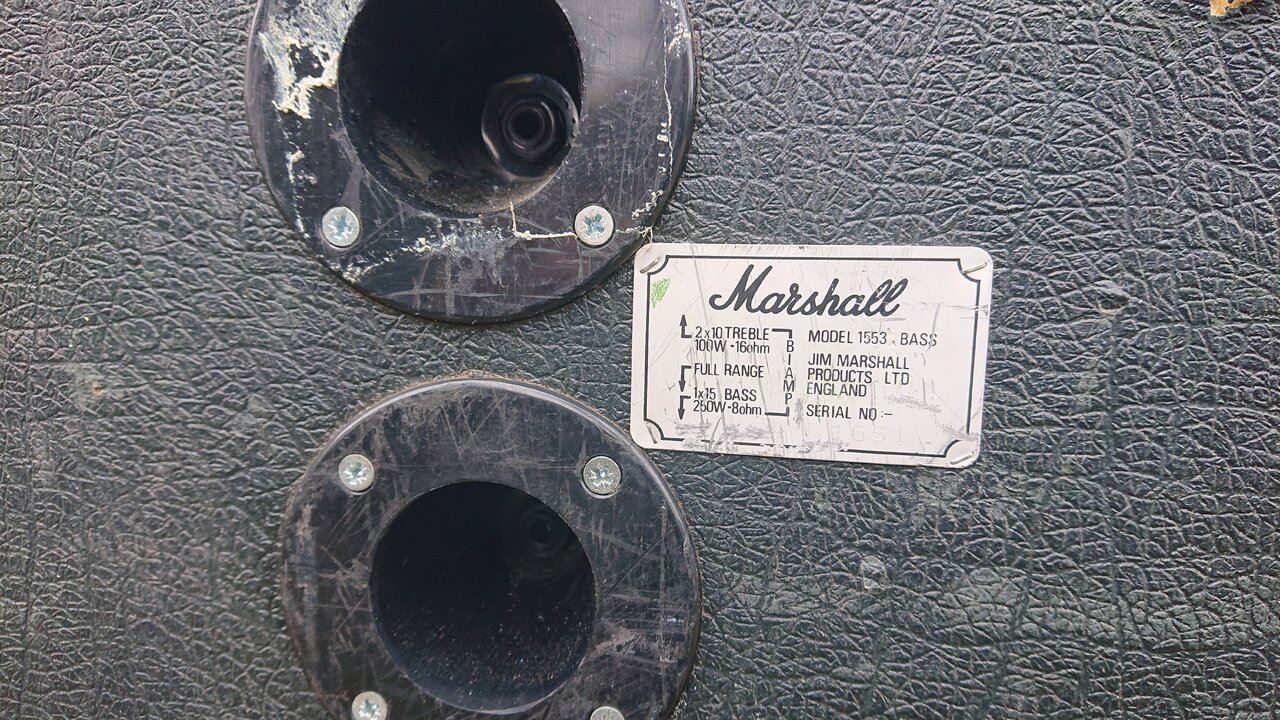 Marshall
2x10 TREBLE
100W -16ohm
FULL RANGE
1x15 BASS
250W -8ohm
BIAMP
MODEL 1553 . BASS
JIM MARSHALL
PRODUCTS LTD
ENGLAND
SERIAL NO :-